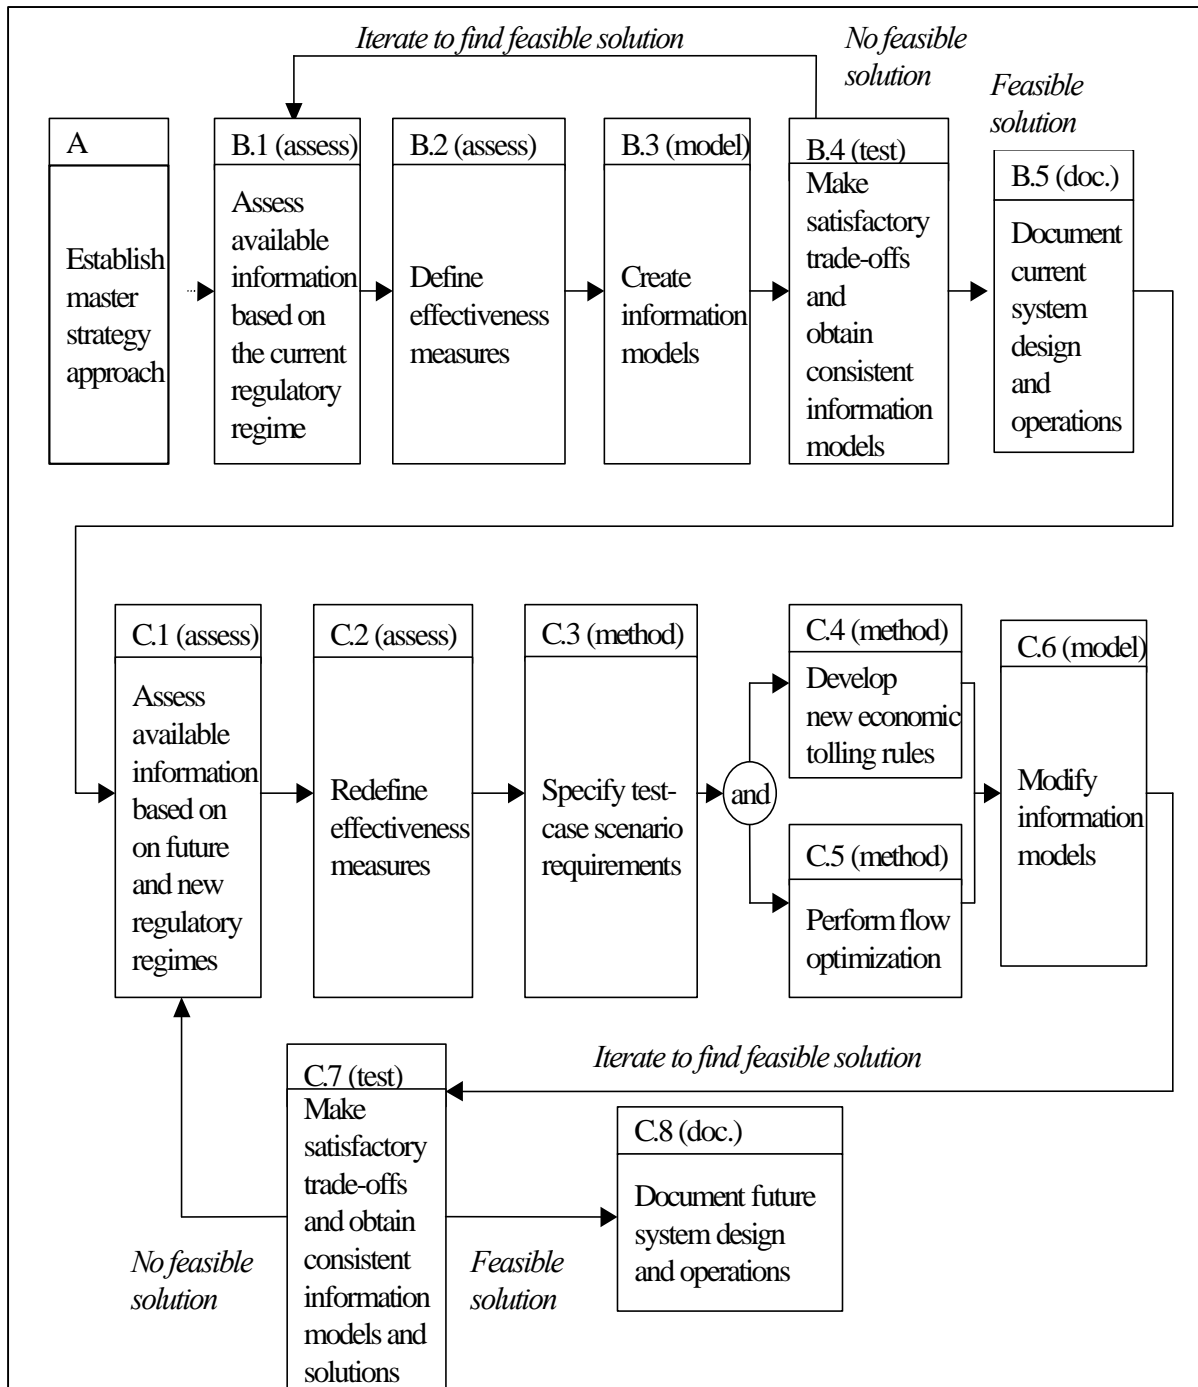 Iterate to find feasible solution
No feasible
solution
Feasible
solution
A
Establish
master
strategy
approach
B.1 (assess)
Assess
available
information
based on
the current
regulatory
regime
B.2 (assess)
Define
effectiveness
measures
B.3 (model)
Create
information
models
B.4 (test)
Make
satisfactory
trade-offs
and
obtain
consistent
information
models
B.5 (doc.)
Document
current
system
design
and
operations
C.1 (assess)
Assess
available
information
based on
on future
and new
regulatory
regimes
C.2 (assess)
Redefine
effectiveness
measures
C.3 (method)
Specify test-
case scenario
requirements
and
C.4 (method)
Develop
new economic
tolling rules
C.5 (method)
Perform flow
optimization
C.6 (model)
Modify
information
models
Iterate to find feasible solution
C.7 (test)
Make
satisfactory
trade-offs
and obtain
consistent
information
models and
solutions
No feasible
solution
Feasible
solution
C.8 (doc.)
Document future
system design
and operations